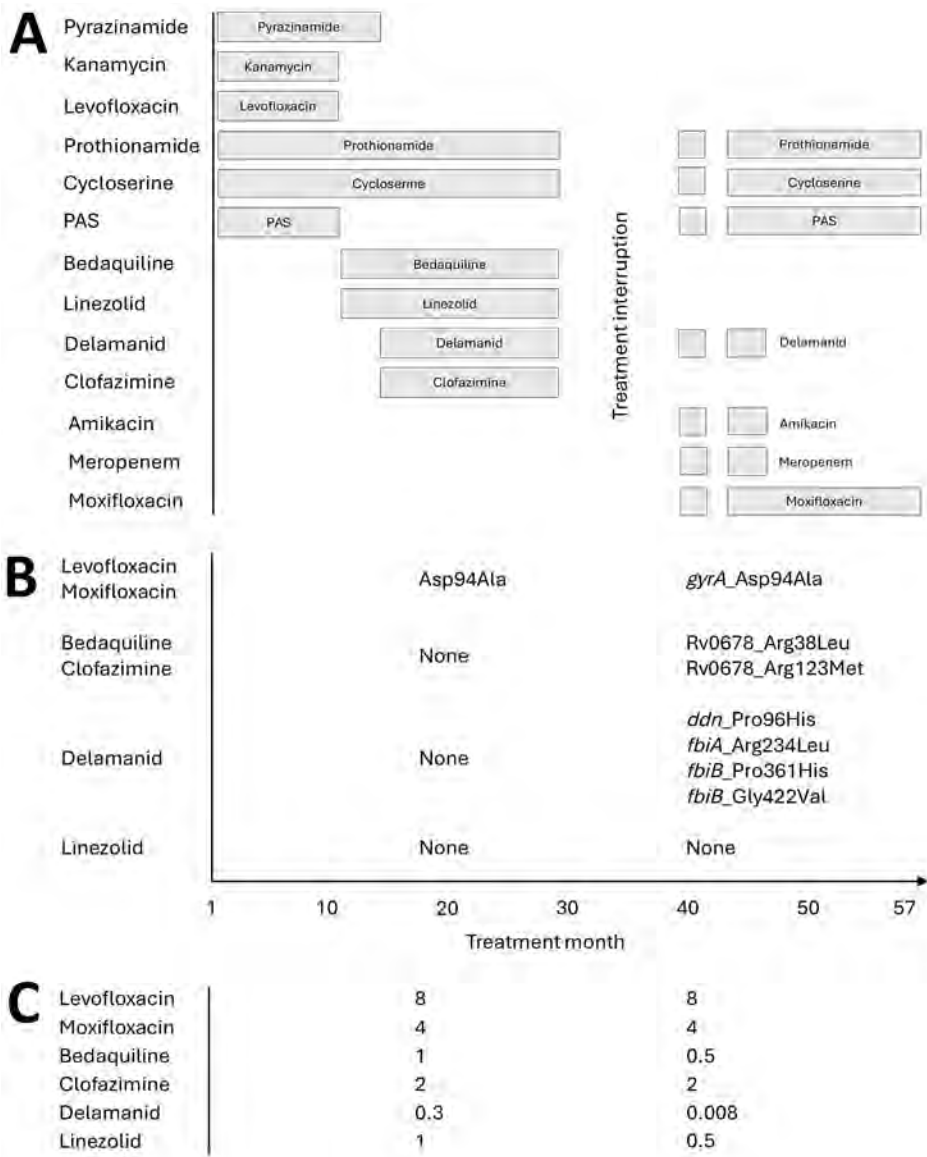 A
Pyrazinamide Pyrazinamide
Kanamycin Kanamycin
Levofloxacin Levofloxacin
Prothionamide Prothionamide Prothionamide
Cycloserine Cycloserine Cycloserine
PAS PAS PAS
Bedaquiline Bedaquiline
Linezolid Linezolid
Delamanid Delamanid Delamanid
Clofazimine Clofazimine
Treatment interruption
Amikacin Amikacin
Meropenem Meropenem
Moxifloxacin Moxifloxacin
B
Levofloxacin
Moxifloxacin
Asp94Ala gyrA_Asp94Ala
Bedaquiline
Clofazimine
None
Rv0678_Arg38Leu
Rv0678_Arg123Met
Delamanid None
ddn_Pro96His
fbiA_Arg234Leu
fbiB_Pro361His
fbiB_Gly422Val
Linezolid None None
1 10 20 30 40 50 57
Treatment month
C
Levofloxacin 8 8
Moxifloxacin 4 4
Bedaquiline 1 0.5
Clofazimine 2 2
Delamanid 0.3 0.008
Linezolid 1 0.5